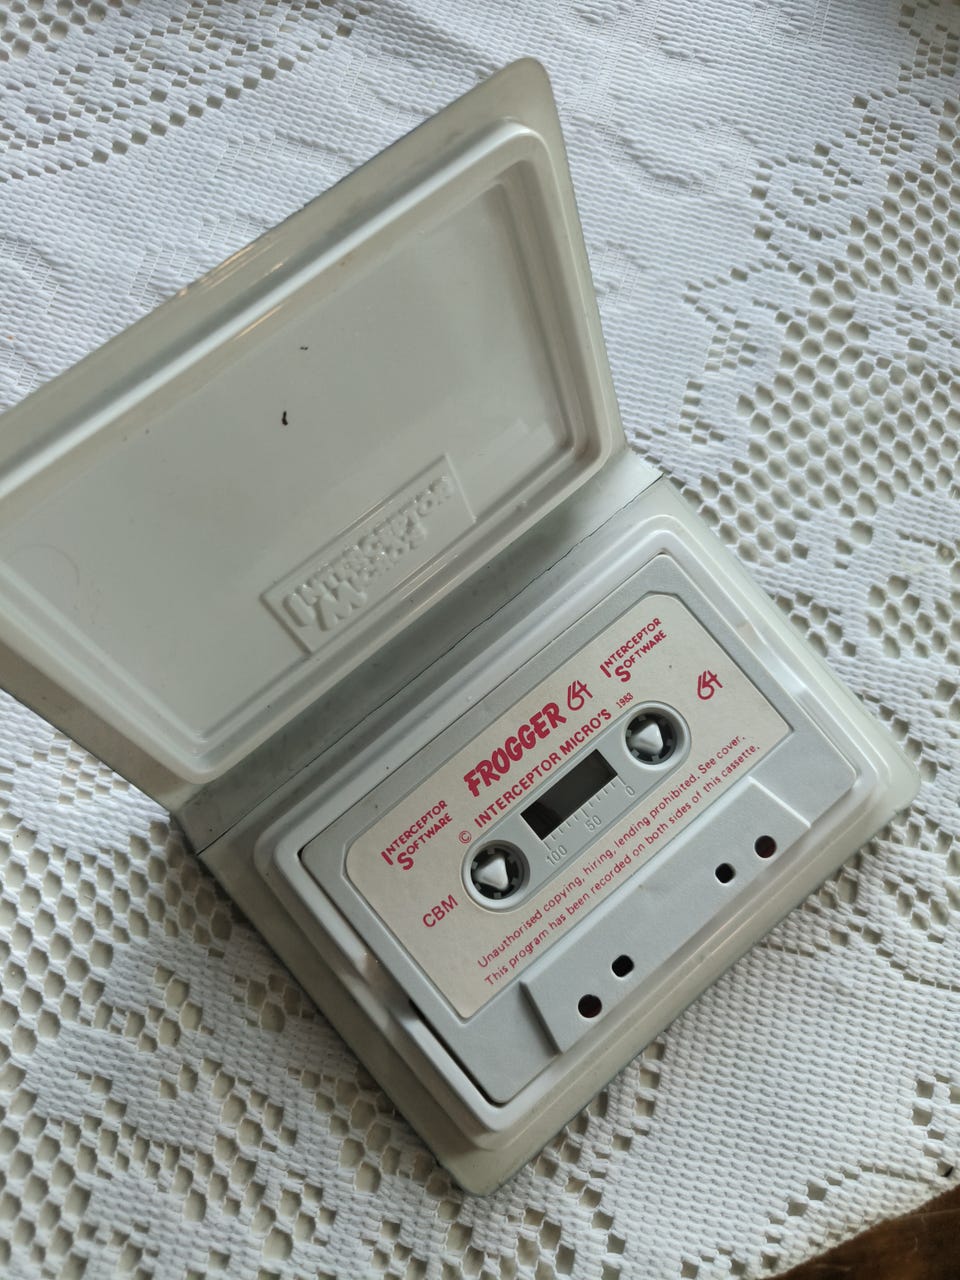 INTERCEPTOR
Micros
INTERCEPTOR
SOFTWARE
FROGGER 64
INTERCEPTOR
SOFTWARE
© INTERCEPTOR MICRO'S 1983
CBM
64
100 50 0
Unauthorised copying, hiring, lending prohibited. See cover.
This program has been recorded on both sides of this cassette.